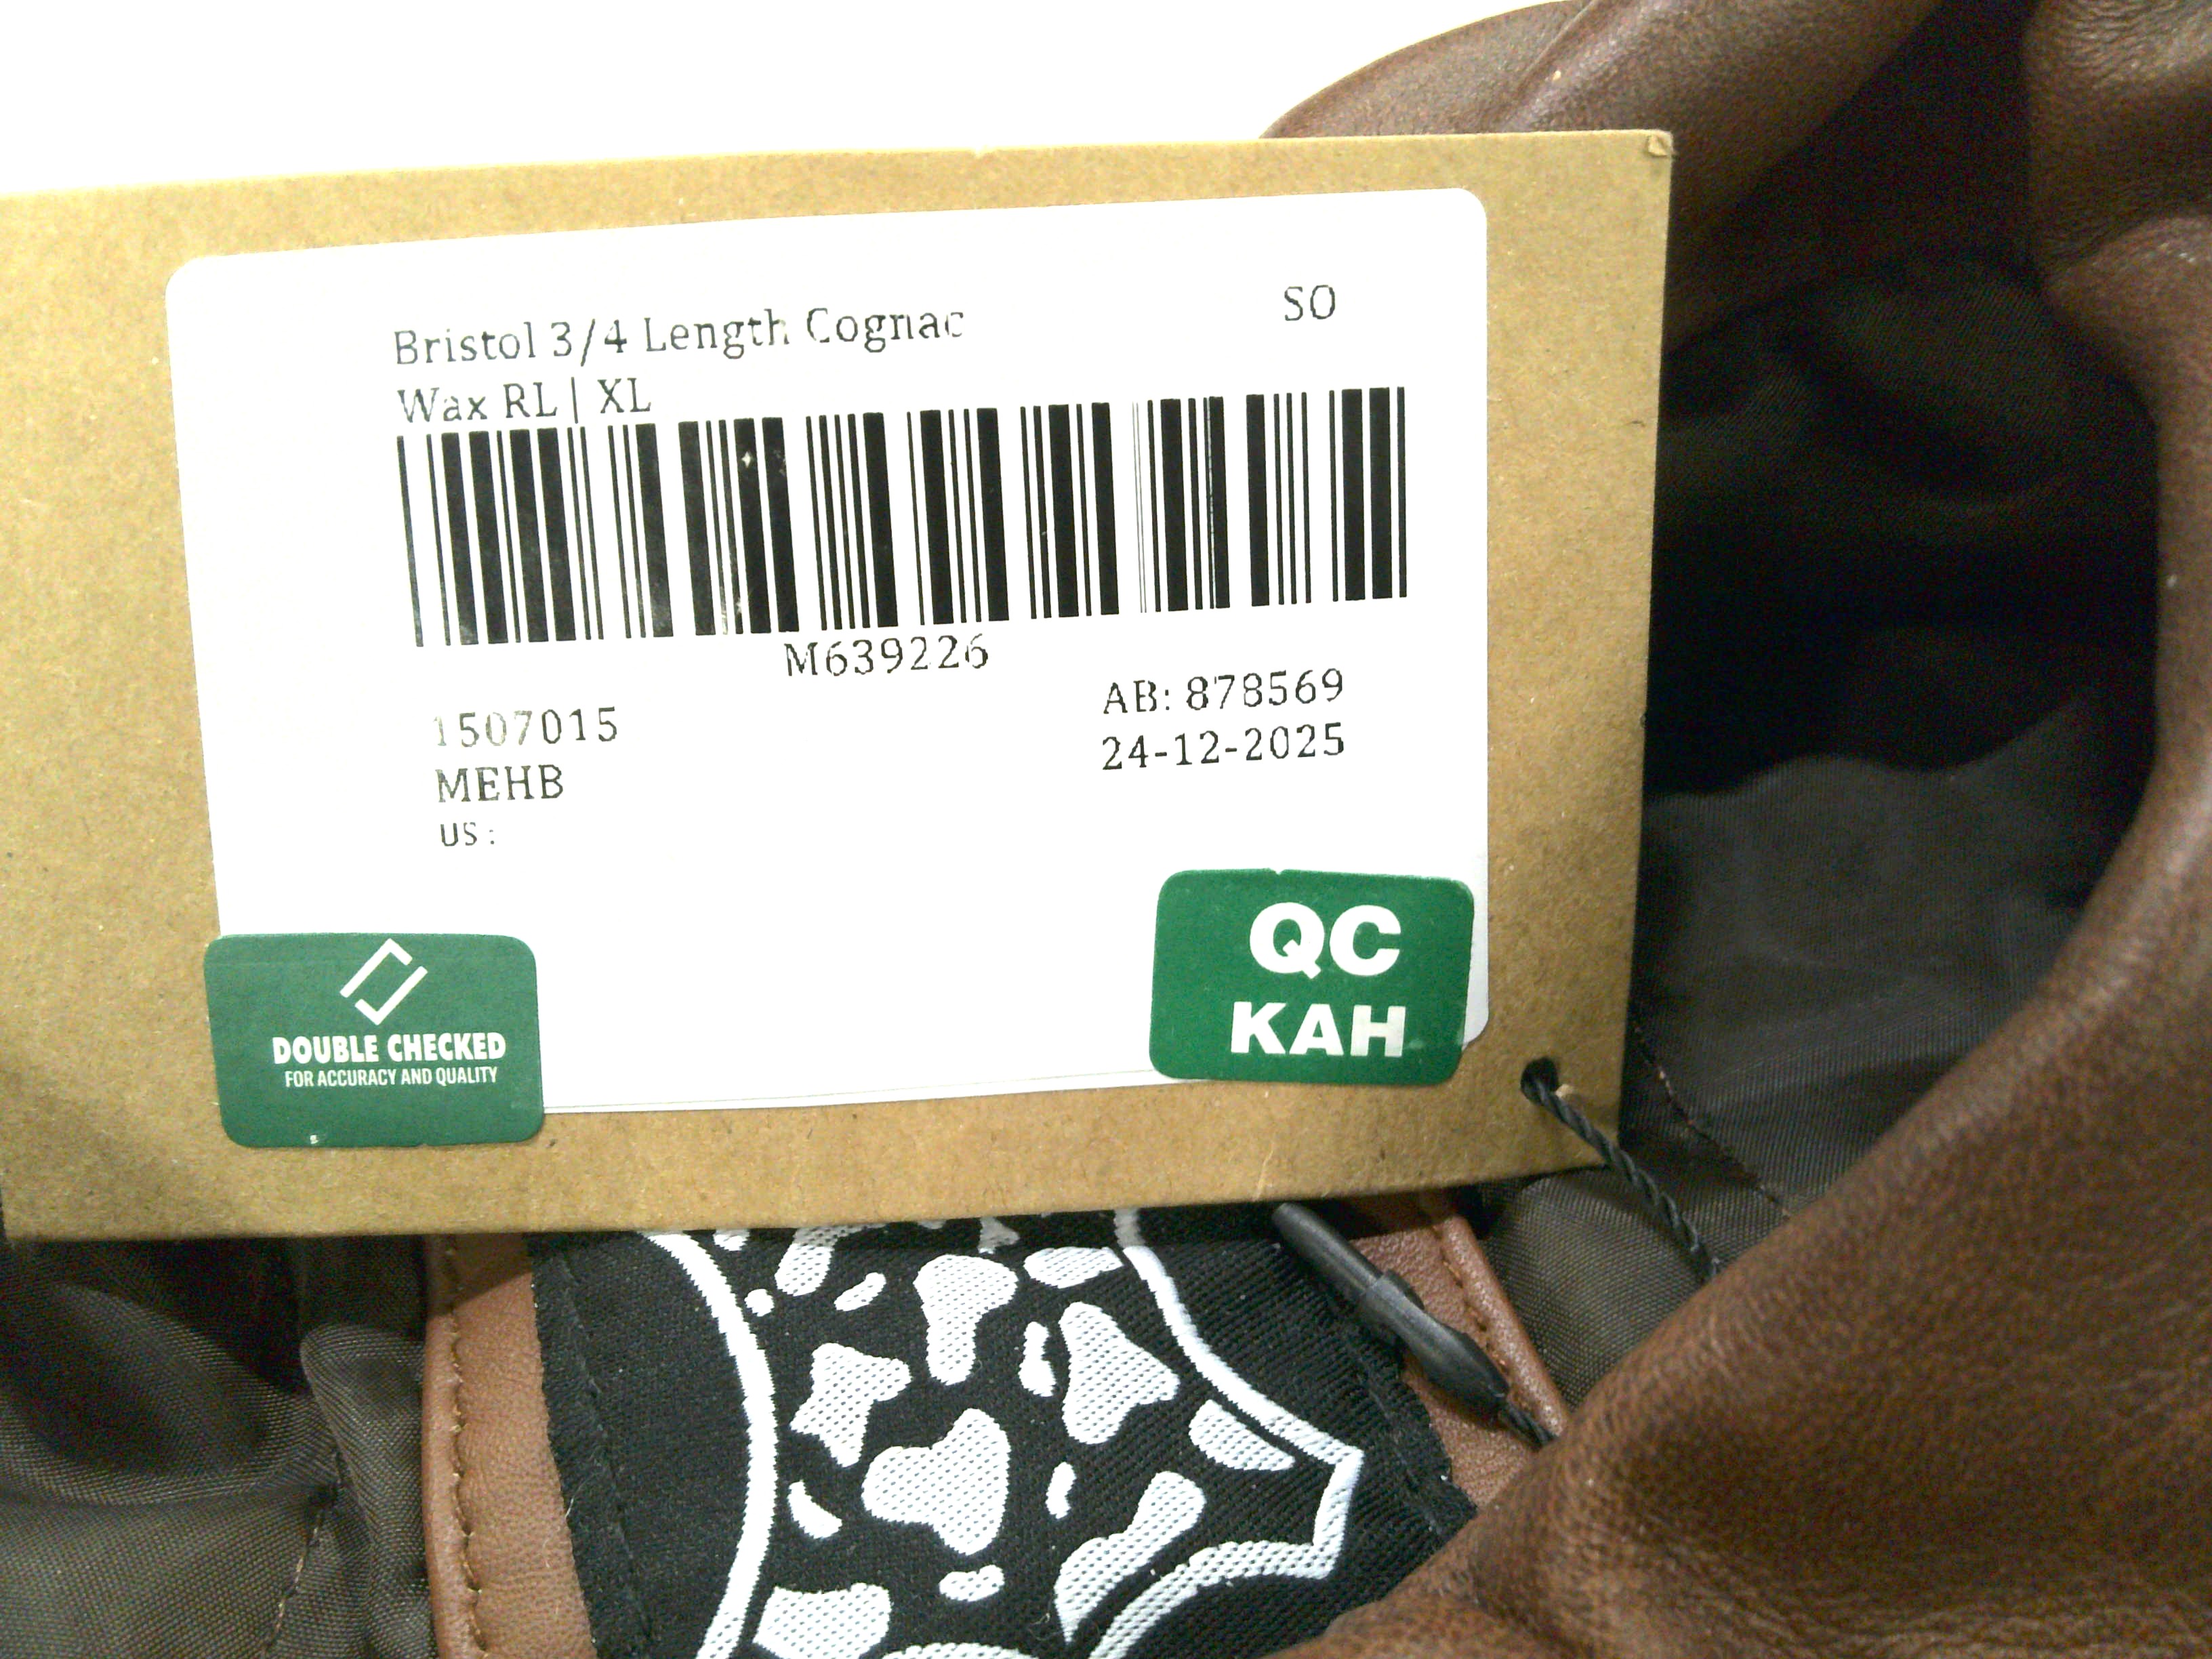 Bristol 3/4 Length Cognac
Wax RL | XL
SO
M639226
1507015
MEHB
US :
AB: 878569
24-12-2025
DOUBLE CHECKED
FOR ACCURACY AND QUALITY
QC
KAH